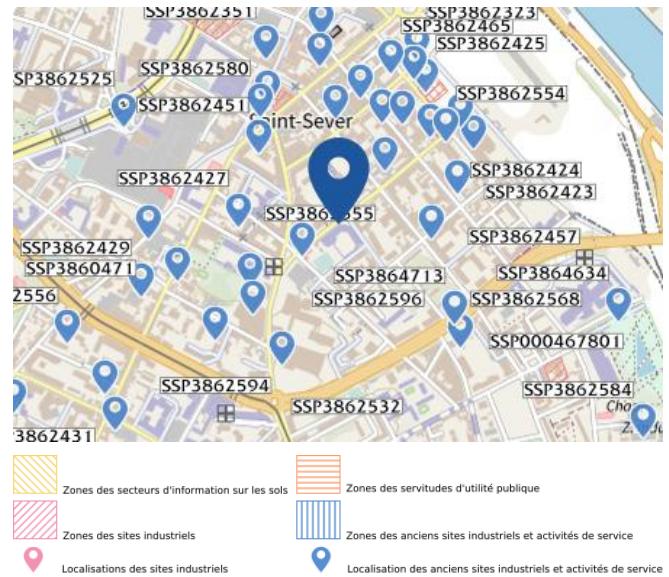 SSP3862351
SSP3862323
SSP3862465
SSP3862425
SSP3862580
SSP3862525
SSP3862451
SSP3862554
Saint-Sever
SSP3862424
SSP3862427
SSP3862423
SSP3862457
SSP3862429
SSP3860471
SSP3864713
SSP3864634
2556
SSP3862596
SSP3862568
SSP000467801
SSP3862594
SSP3862584
SSP3862532
3862431
Zones des secteurs d'information sur les sols
Zones des servitudes d'utilité publique
Zones des sites industriels
Zones des anciens sites industriels et activités de service
Localisations des sites industriels
Localisation des anciens sites industriels et activités de service